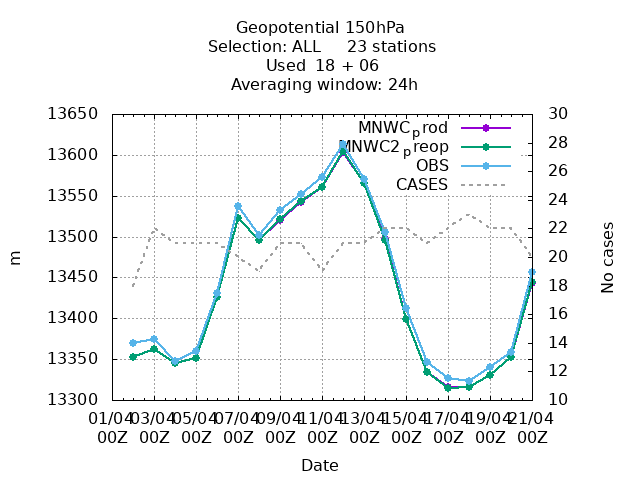 Geopotential 150hPa
Selection: ALL 23 stations
Used 18 + 06
Averaging window: 24h
13650
13600
13550
13500
13450
13400
13350
13300
m
30
28
26
24
22
20
18
16
14
12
10
No cases
MNWCprod
MNWC2preop
OBS
CASES
01/04 03/04 05/04 07/04 09/04 11/04 13/04 15/04 17/04 19/04 21/04
00Z 00Z 00Z 00Z 00Z 00Z 00Z 00Z 00Z 00Z 00Z
Date